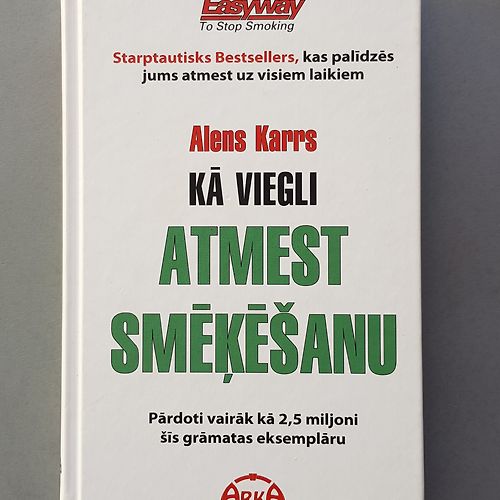 Easyway
To Stop Smoking
Starptautisks Bestsellers, kas palīdzēs
jums atmest uz visiem laikiem
Alens Karrs
KĀ VIEGLI
ATMEST
SMĒĶĒŠANU
Pārdoti vairāk kā 2,5 miljoni
šīs grāmatas eksemplāru
ARKA